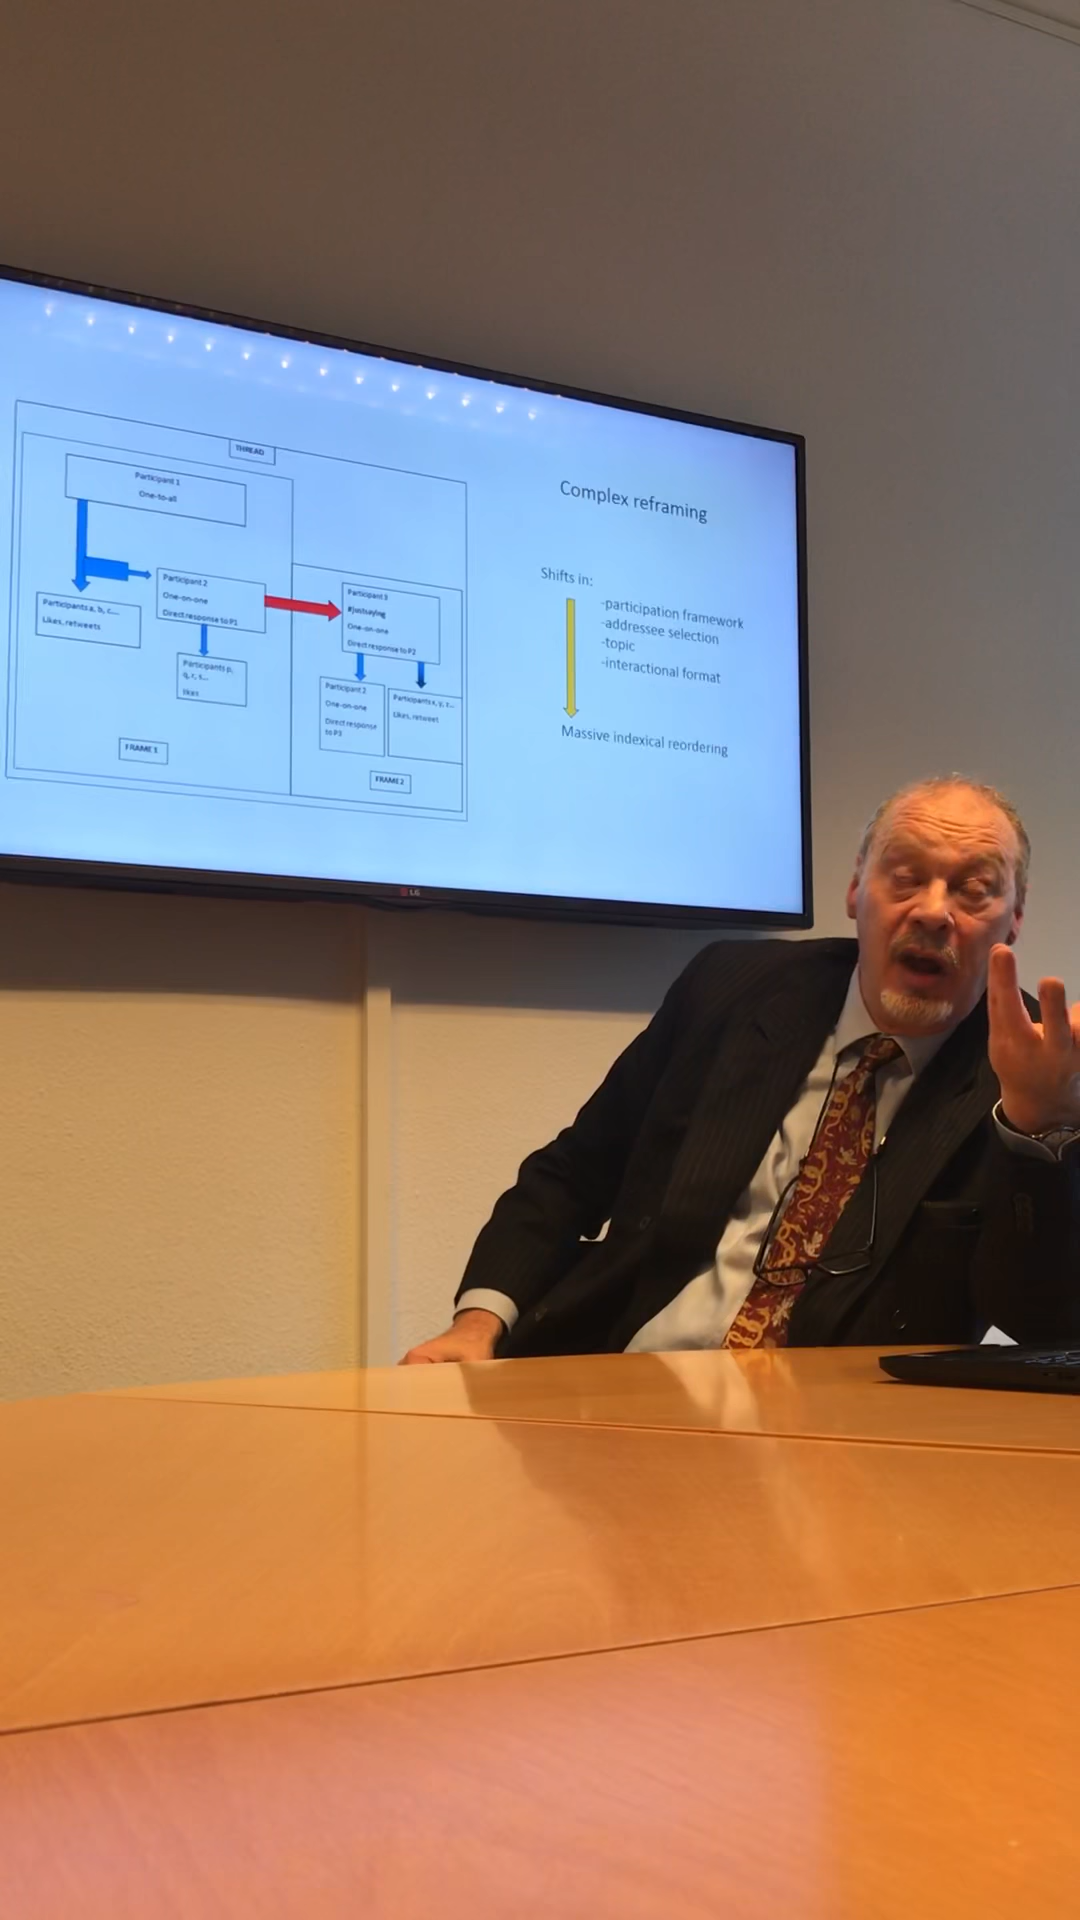 THREAD
Participant 1
One-to-all
Participants a, b, c....
Likes, retweets
Participant 2
One-on-one
Direct response to P1
Participants p,
q, r, s...
likes
FRAME 1
Participant 3
#justsaying
One-on-one
Direct response to P2
Participant 2
One-on-one
Direct response
to P3
Participants x, y, z...
Likes, retweet
FRAME 2
Complex reframing
Shifts in:
-participation framework
-addressee selection
-topic
-interactional format
Massive indexical reordering
LG